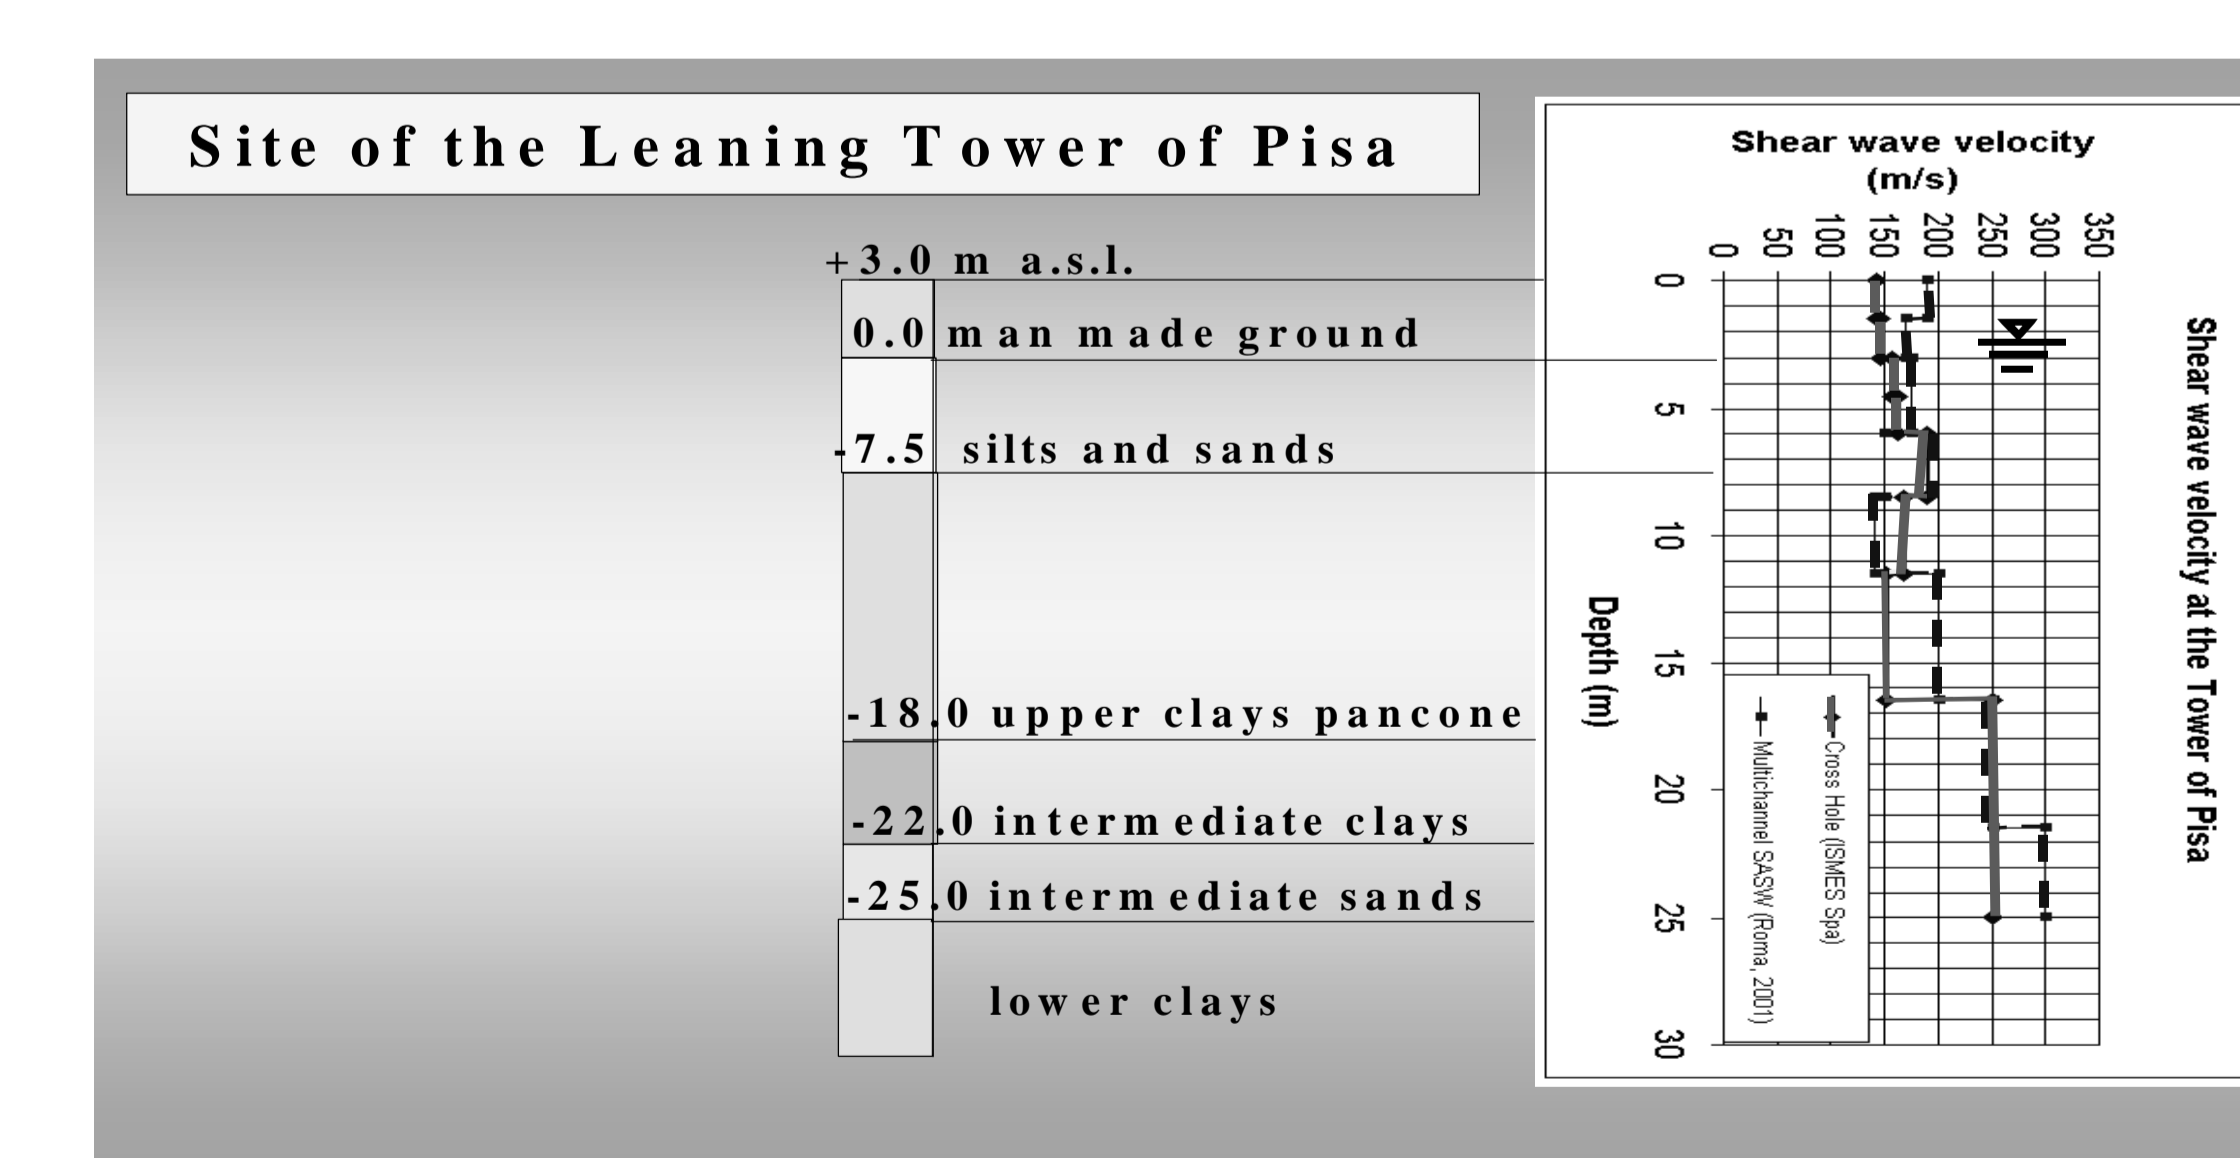 Site of the Leaning Tower of Pisa
+3.0 m a.s.l.
0.0 man made ground
-7.5 silts and sands
-18.0 upper clays pancone
-22.0 intermediate clays
-25.0 intermediate sands
lower clays
Shear wave velocity
(m/s)
0 50 100 150 200 250 300 350
0
5
10
15
20
25
30
Depth (m)
Cross Hole (ISMES Spa)
Multichannel SASW (Roma, 2001)
Shear wave velocity at the Tower of Pisa